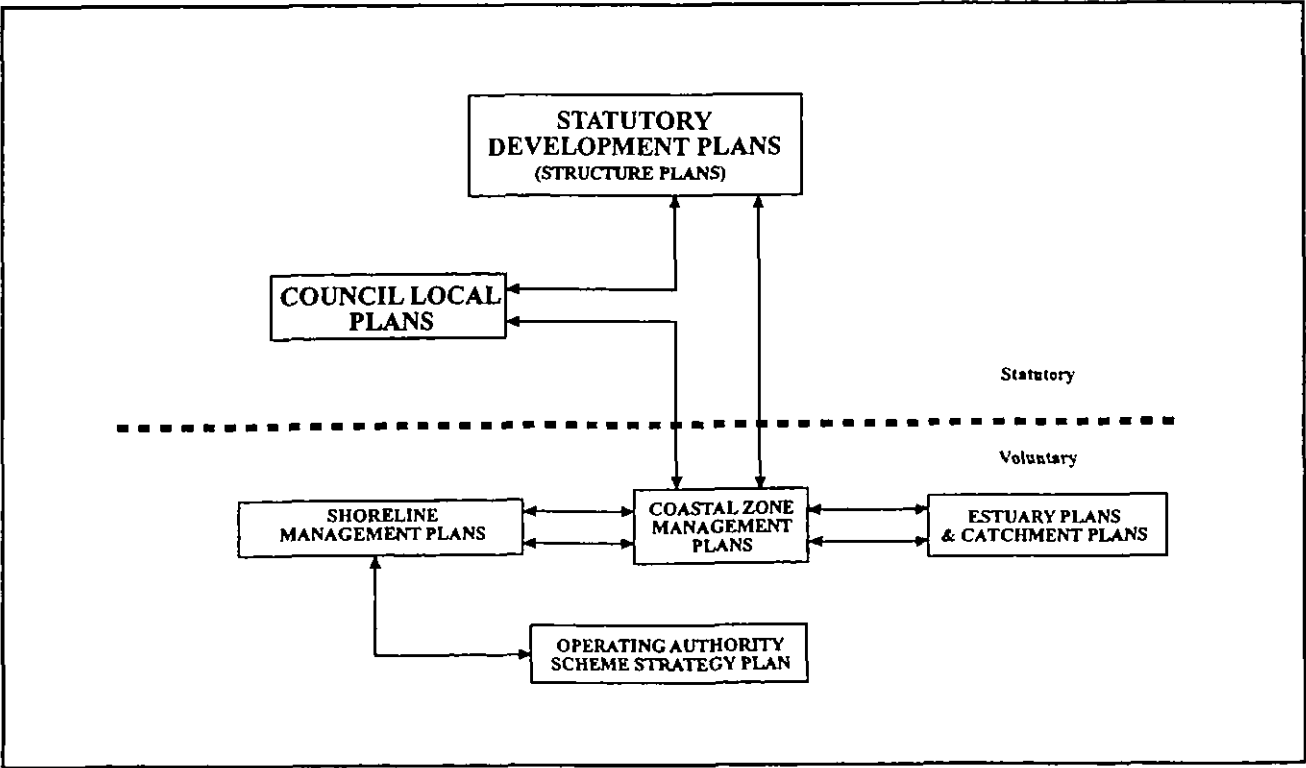 STATUTORY
DEVELOPMENT PLANS
(STRUCTURE PLANS)
COUNCIL LOCAL
PLANS
Statutory
Voluntary
SHORELINE
MANAGEMENT PLANS
COASTAL ZONE
MANAGEMENT
PLANS
ESTUARY PLANS
& CATCHMENT PLANS
OPERATING AUTHORITY
SCHEME STRATEGY PLAN